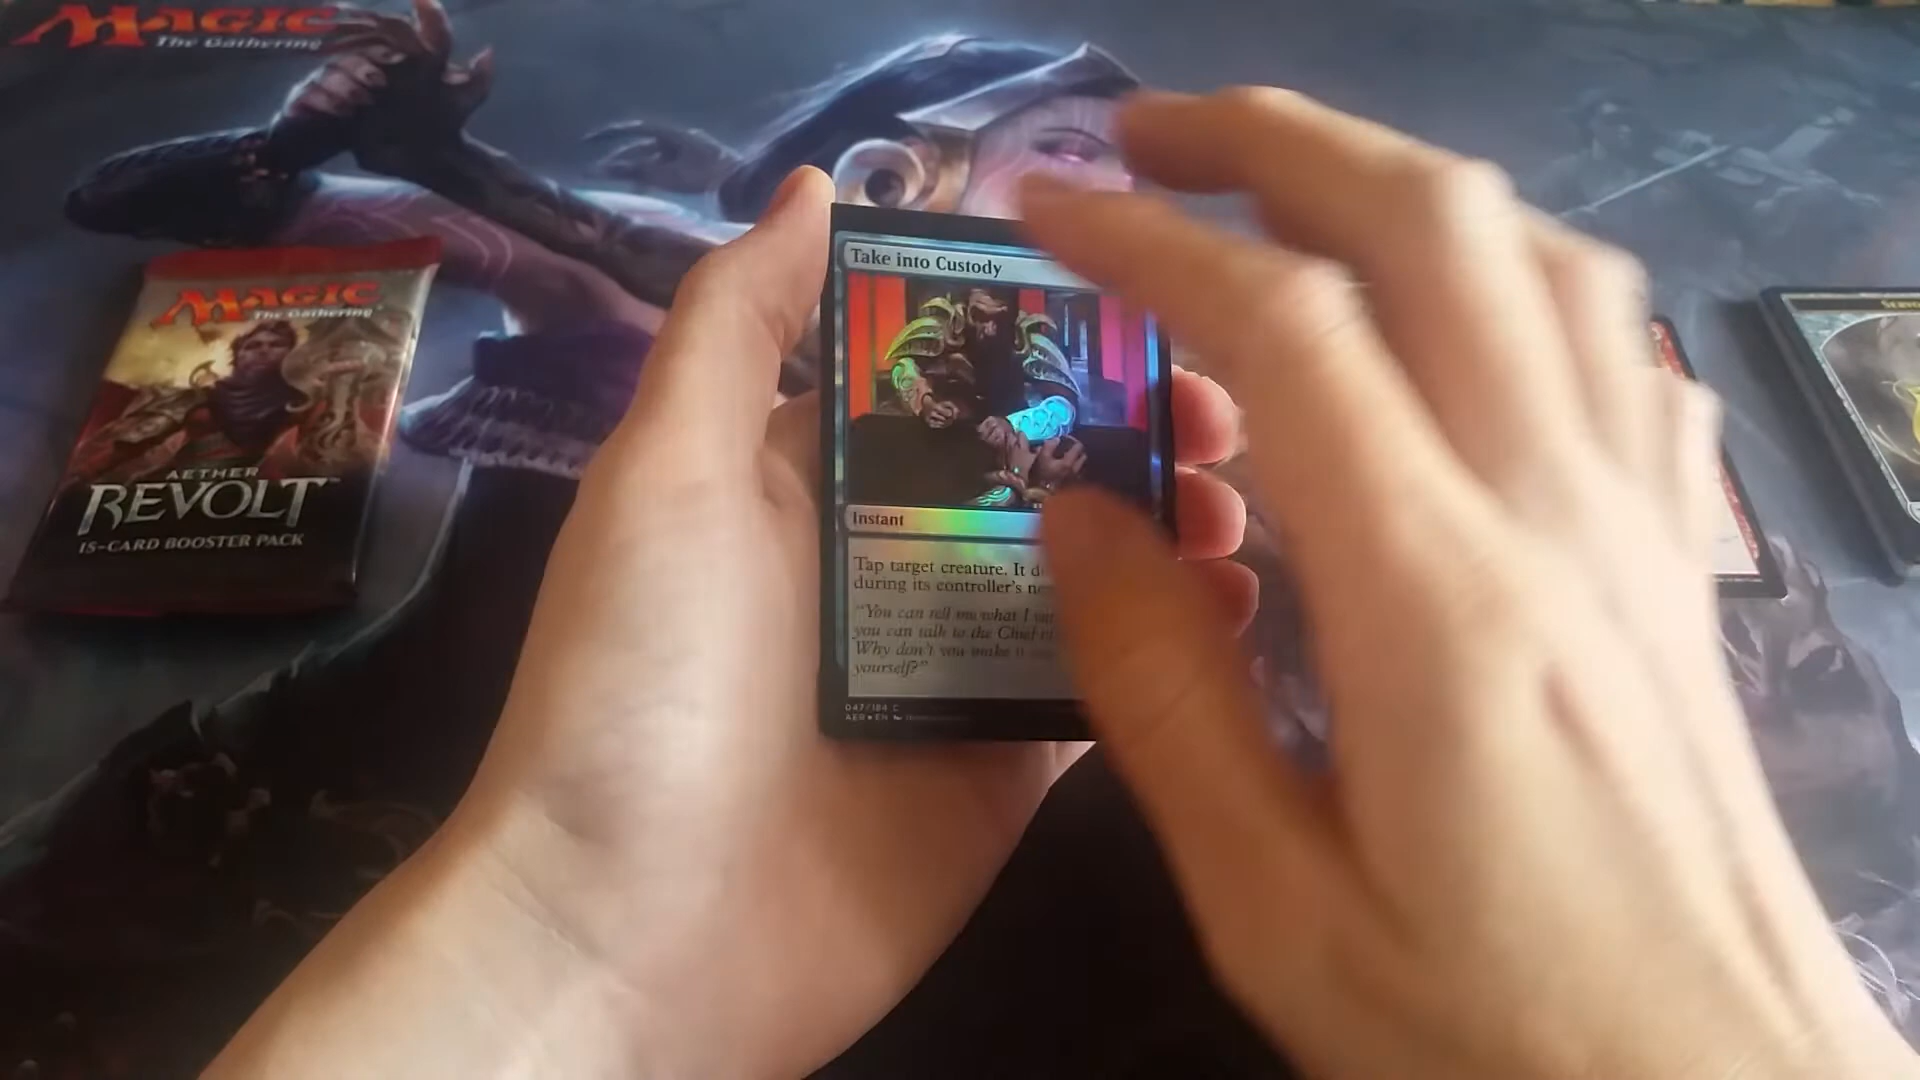 MAGIC
The Gathering
MAGIC
The Gathering
AETHER
REVOLT™
15-CARD BOOSTER PACK
Take into Custody
Instant
Tap target creature. It
during its controller's
"You can tell me what I
you can talk to the Chief
Why don't you make it
yourself?"
047/184 C
AER EN